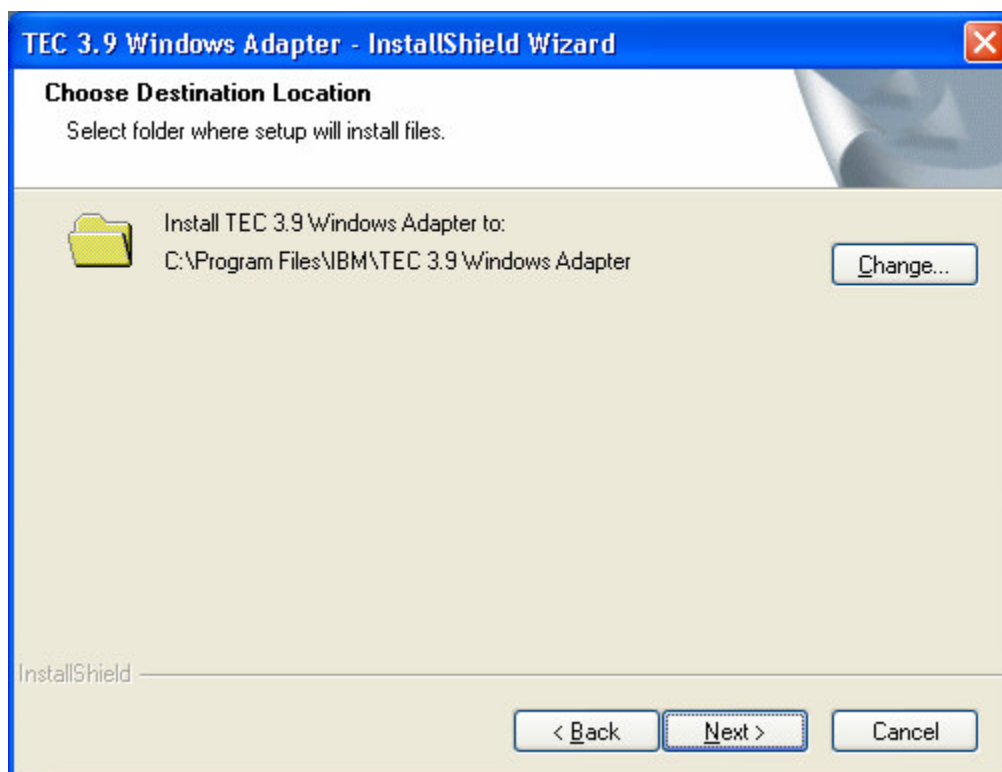 TEC 3.9 Windows Adapter - InstallShield Wizard
Choose Destination Location
Select folder where setup will install files.
Install TEC 3.9 Windows Adapter to:
C:\Program Files\IBM\TEC 3.9 Windows Adapter
Change...
InstallShield
< Back
Next >
Cancel